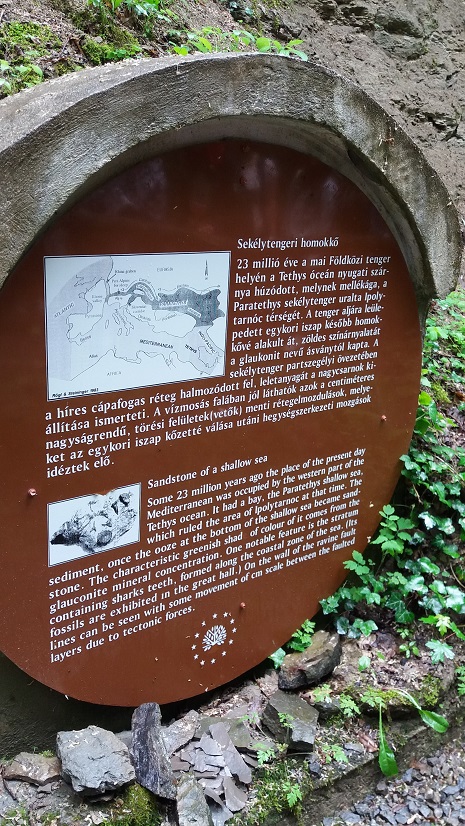 Sekélytengeri homokkő
23 millió éve a mai Földközi tenger
helyén a Tethys óceán nyugati szár-
nya húzódott, melynek mellékága, a
Paratethys sekélytenger uralta Ipoly-
tarnóc térségét. A tenger aljára leüle-
pedett egykori iszap később homok-
kővé alakult át, zöldes színárnyalatát
a glaukonit nevű ásványtól kapta. A
sekélytenger partszegélyi övezetében
a híres cápafogas réteg halmozódott fel, leletanyagát a nagycsarnok ki-
állítása ismerteti. A vízmosás falában jól láthatók azok a centiméteres
nagyságrendű, törési felületek(vetők) menti rétegelmozdulások, melye-
ket az egykori iszap kőzetté válása utáni hegységszerkezeti mozgások
idéztek elő.
ATLANTIC
MEDITERRANEAN
TETHYS
AFRICA
Rögl & Steininger 1983
Sandstone of a shallow sea
Some 23 million years ago the place of the present day
Mediterranean was occupied by the western part of the
Tethys ocean. It had a bay, the Paratethys shallow sea,
which ruled the area of Ipolytarnoc at that time. The
sediment, once the ooze at the bottom of the shallow sea became sand-
stone. The characteristic greenish shad of colour of it comes from the
glauconite mineral concentration. One notable feature is the stratum
containing sharks teeth, formed along the coastal zone of the sea. (Its
fossils are exhibited in the great hall.) On the wall of the ravine fault
lines can be seen with some movement of cm scale between the faulted
layers due to tectonic forces.